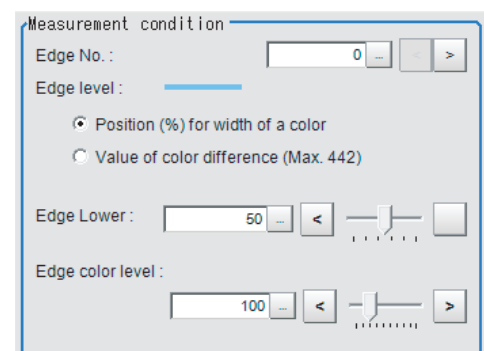 Measurement condition
Edge No. : 0 ... < >
Edge level :
Position (%) for width of a color
Value of color difference (Max. 442)
Edge Lower : 50 ... <
Edge color level :
100 ... < >